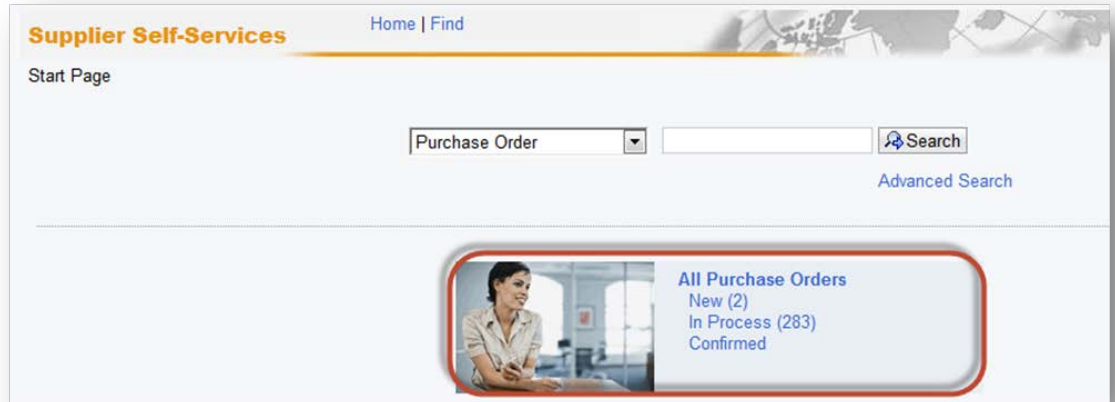 Supplier Self-Services
Home | Find
Start Page
Purchase Order
Search
Advanced Search
All Purchase Orders
New (2)
In Process (283)
Confirmed